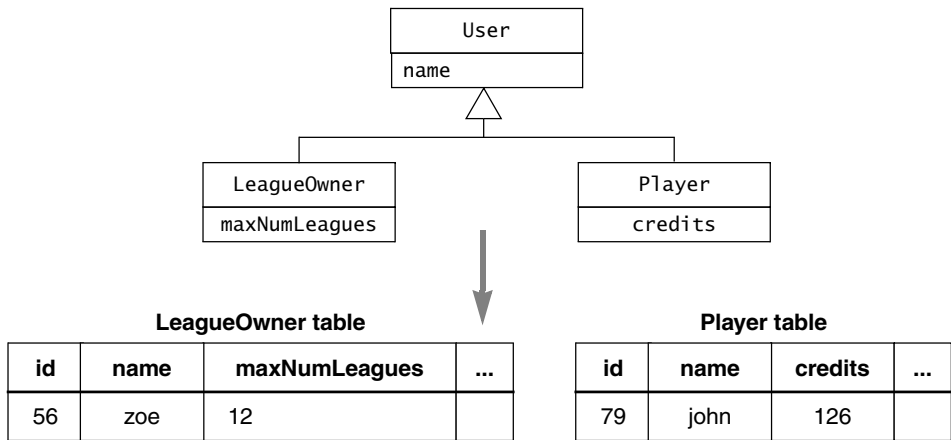 User
name
LeagueOwner
maxNumLeagues
Player
credits
LeagueOwner table
id name maxNumLeagues ...
56 zoe 12
Player table
id name credits ...
79 john 126